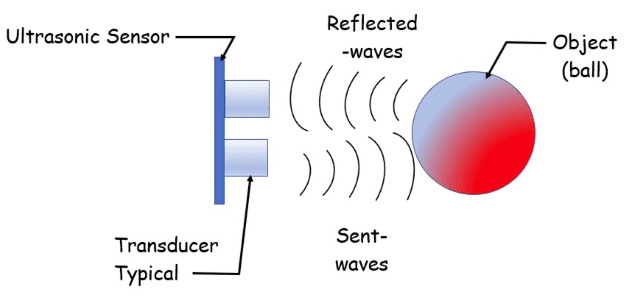 Ultrasonic Sensor
Reflected
-waves
Object
(ball)
Transducer
Typical
Sent-
waves